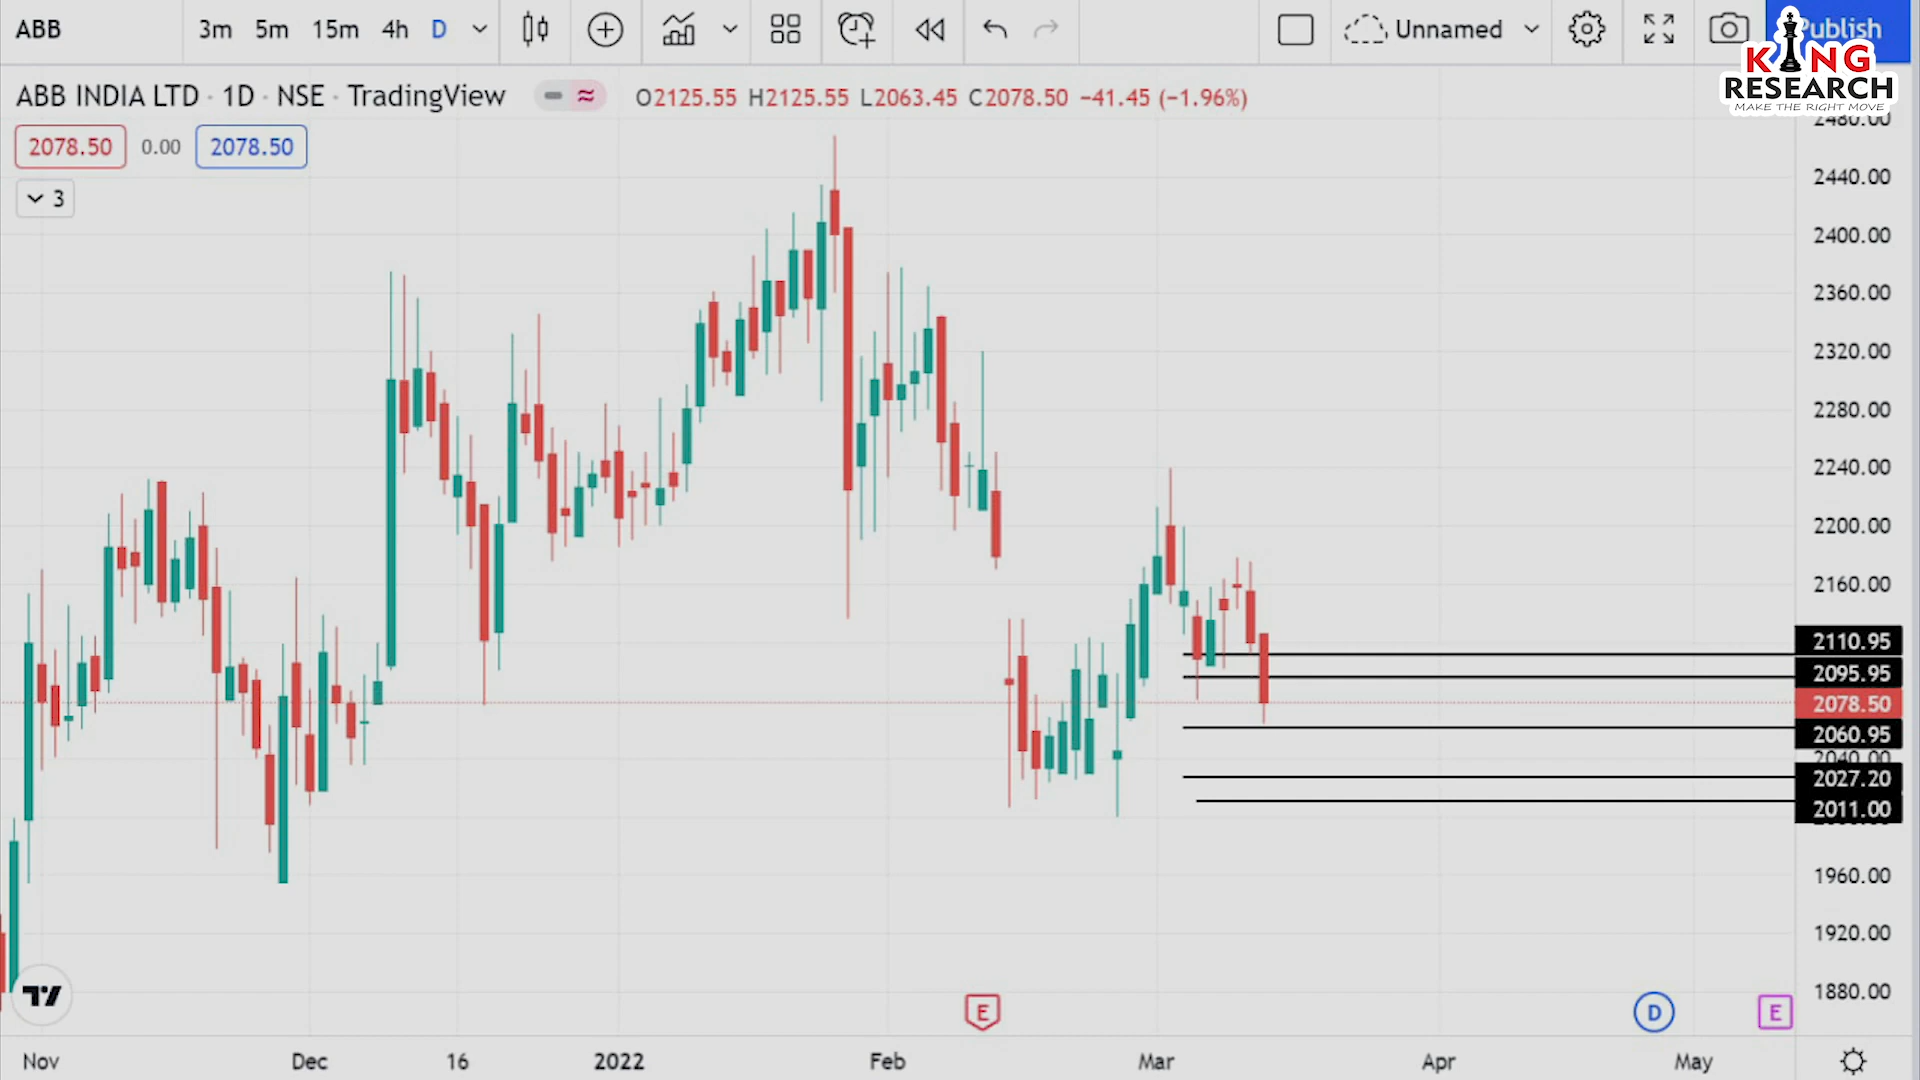 ABB 3m 5m 15m 4h D Unnamed Publish
KING
RESEARCH
MAKE THE RIGHT MOVE
ABB INDIA LTD · 1D · NSE · TradingView O2125.55 H2125.55 L2063.45 C2078.50 −41.45 (−1.96%)
2078.50 0.00 2078.50
3
2480.00
2440.00
2400.00
2360.00
2320.00
2280.00
2240.00
2200.00
2160.00
2110.95
2095.95
2078.50
2060.95
2040.00
2027.20
2011.00
1960.00
1920.00
1880.00
E D E
Nov Dec 16 2022 Feb Mar Apr May